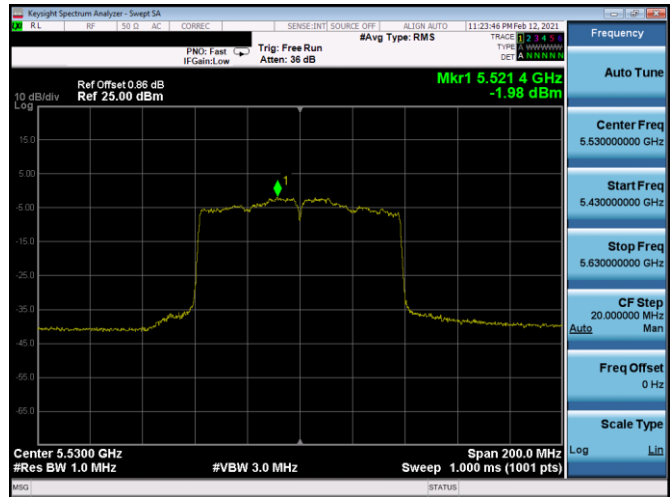 Keysight Spectrum Analyzer - Swept SA
RL RF 50 Ω AC CORREC SENSE:INT SOURCE OFF ALIGN AUTO 11:23:46 PM Feb 12, 2021
#Avg Type: RMS
TRACE 1 2 3 4 5 6
TYPE A WWWWW
DET A N N N N N
PNO: Fast
IFGain:Low
Trig: Free Run
Atten: 36 dB
Ref Offset 0.86 dB
Ref 25.00 dBm
10 dB/div
Log
Mkr1 5.521 4 GHz
-1.98 dBm
15.0
5.00
-5.00
-15.0
-25.0
-35.0
-45.0
-55.0
-65.0
1
Center 5.5300 GHz
#Res BW 1.0 MHz
#VBW 3.0 MHz
Span 200.0 MHz
Sweep 1.000 ms (1001 pts)
MSG
STATUS
Frequency
Auto Tune
Center Freq
5.530000000 GHz
Start Freq
5.430000000 GHz
Stop Freq
5.630000000 GHz
CF Step
20.000000 MHz
Auto Man
Freq Offset
0 Hz
Scale Type
Log Lin